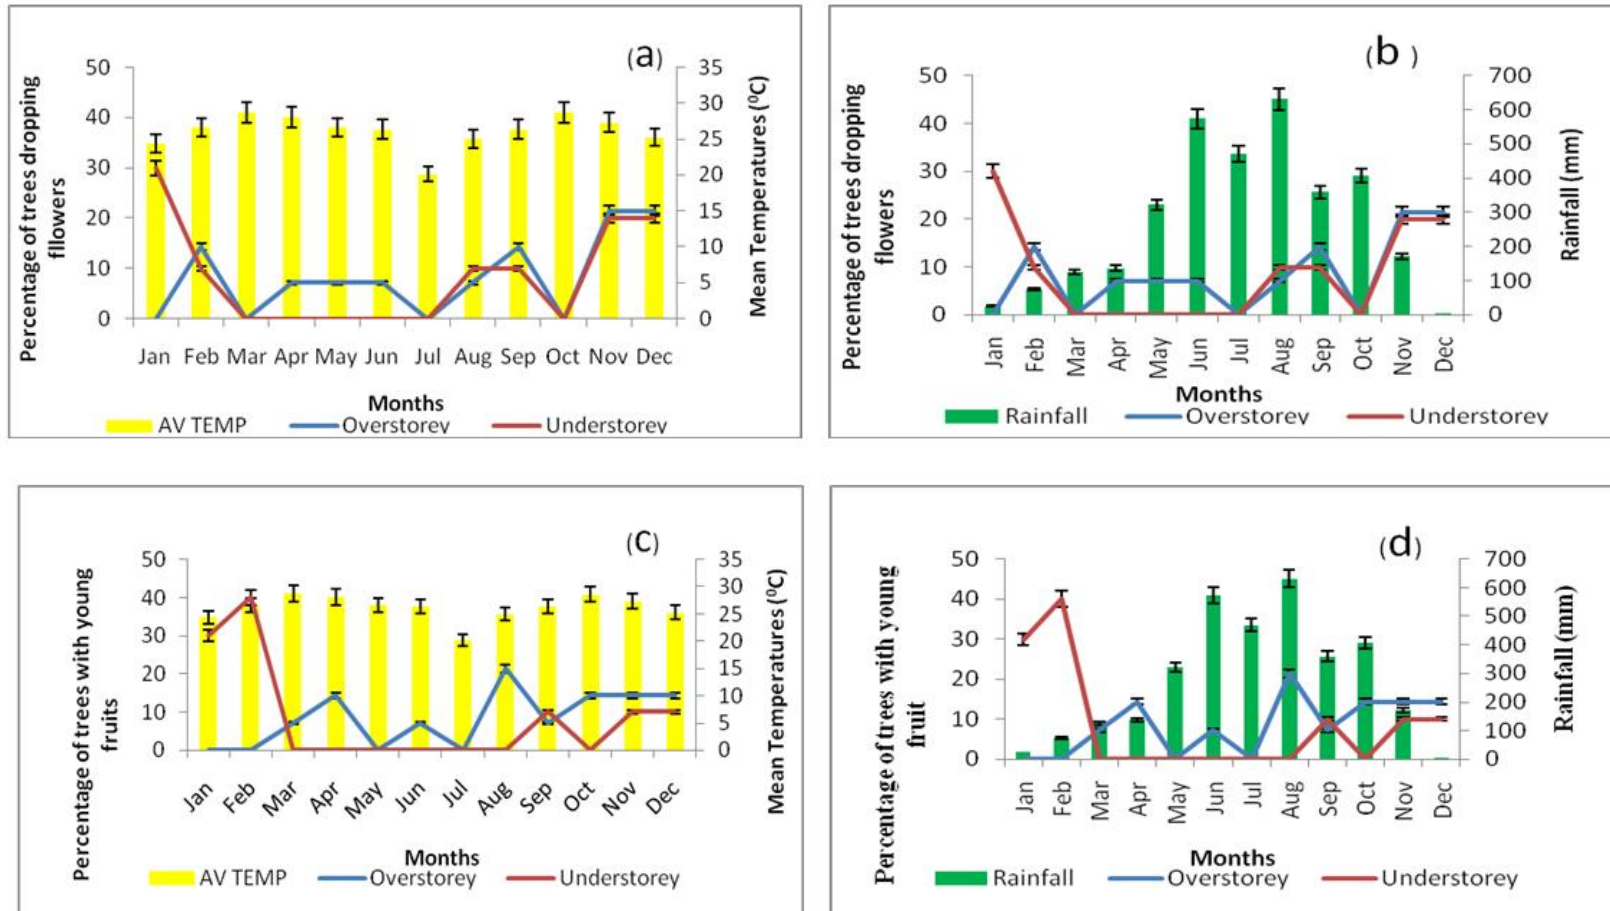 (a)
Percentage of trees dropping
fllowers
50
40
30
20
10
0
35
30
25
20
15
10
5
0
Mean Temperatures (⁰C)
Jan Feb Mar Apr May Jun Jul Aug Sep Oct Nov Dec
Months
AV TEMP Overstorey Understorey
(b )
Percentage of trees dropping
flowers
50
40
30
20
10
0
700
600
500
400
300
200
100
0
Rainfall (mm)
Jan Feb Mar Apr May Jun Jul Aug Sep Oct Nov Dec
Months
Rainfall Overstorey Understorey
(c)
Percentage of trees with young
fruits
50
40
30
20
10
0
35
30
25
20
15
10
5
0
Mean Temperatures (⁰C)
Jan Feb Mar Apr May Jun Jul Aug Sep Oct Nov Dec
Months
AV TEMP Overstorey Understorey
(d)
Percentage of trees with young
fruit
50
40
30
20
10
0
700
600
500
400
300
200
100
0
Rainfall (mm)
Jan Feb Mar Apr May Jun Jul Aug Sep Oct Nov Dec
Months
Rainfall Overstorey Understorey